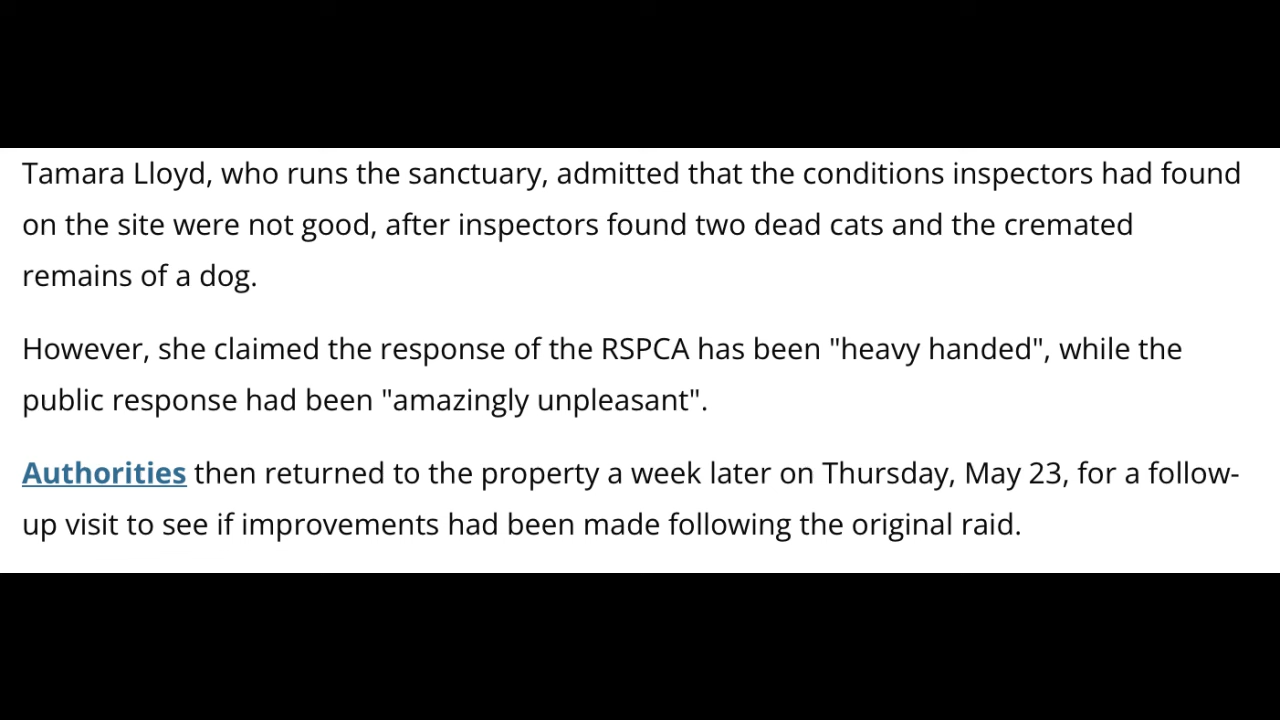 Tamara Lloyd, who runs the sanctuary, admitted that the conditions inspectors had found
on the site were not good, after inspectors found two dead cats and the cremated
remains of a dog.
However, she claimed the response of the RSPCA has been "heavy handed", while the
public response had been "amazingly unpleasant".
Authorities then returned to the property a week later on Thursday, May 23, for a follow-
up visit to see if improvements had been made following the original raid.